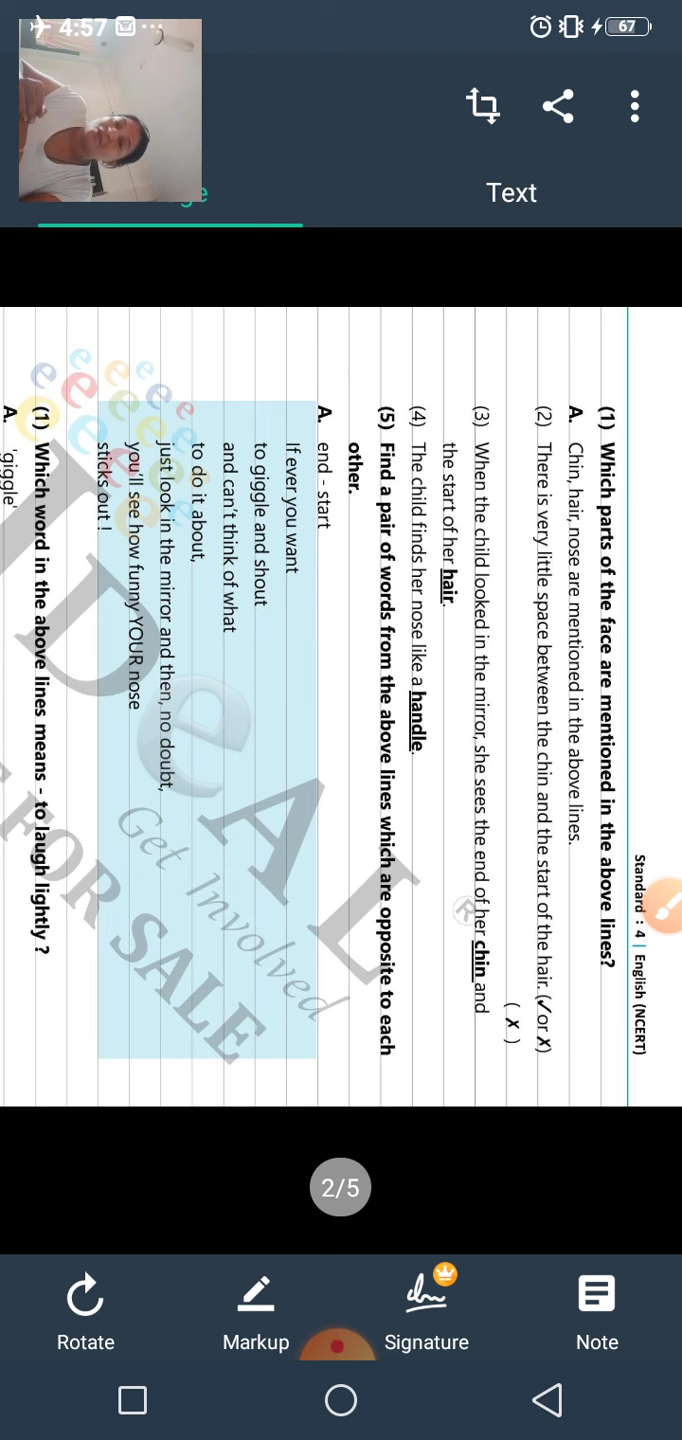 4:57
67
Text
Standard : 4 | English (NCERT)
(1) Which parts of the face are mentioned in the above lines?
A. Chin, hair, nose are mentioned in the above lines.
(2) There is very little space between the chin and the start of the hair. (✓or ✗)
( ✗ )
(3) When the child looked in the mirror, she sees the end of her chin and
the start of her hair.
(4) The child finds her nose like a handle.
(5) Find a pair of words from the above lines which are opposite to each
other.
A. end - start
If ever you want
to giggle and shout
and can't think of what
to do it about,
Just look in the mirror and then, no doubt,
you'll see how funny YOUR nose
sticks out !
(1) Which word in the above lines means - to laugh lightly ?
A. 'giggle'
IDeAL
®
Get Involved
FOR SALE
2/5
Rotate
Markup
Signature
Note